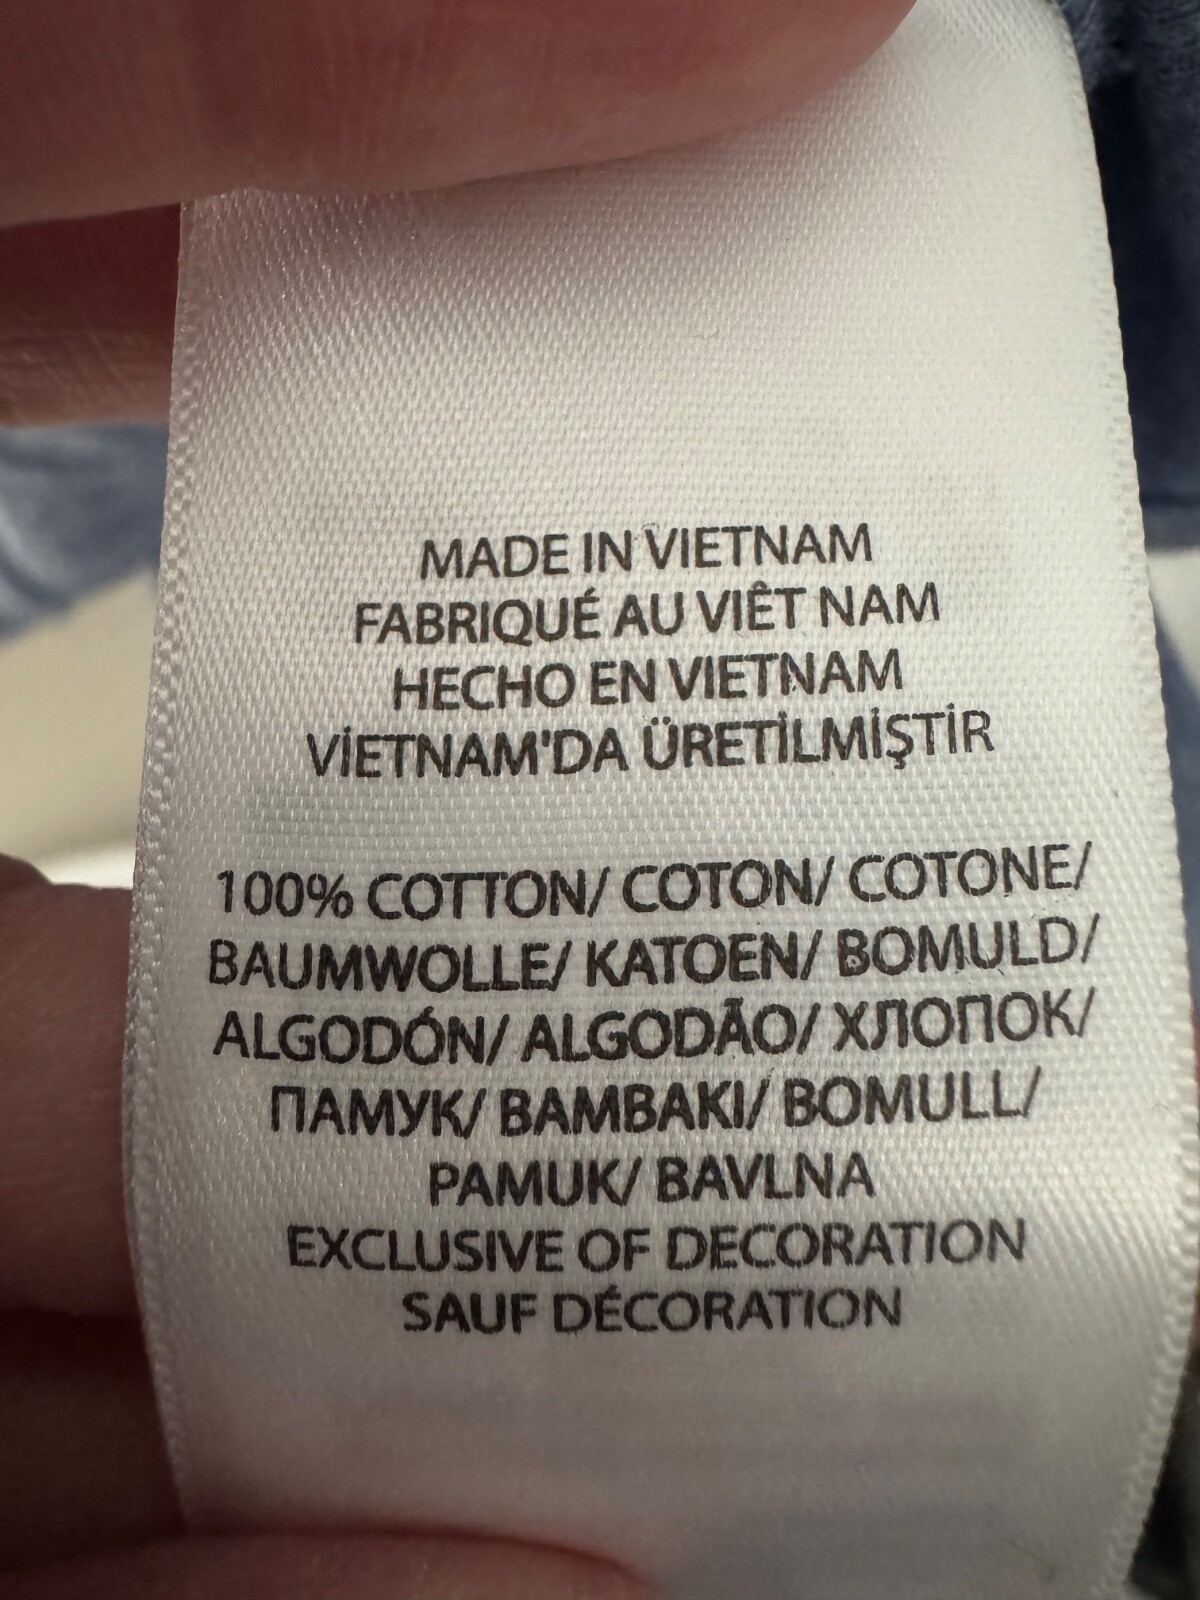 MADE IN VIETNAM
FABRIQUÉ AU VIÊT NAM
HECHO EN VIETNAM
VİETNAM'DA ÜRETİLMİŞTİR
100% COTTON/ COTON/ COTONE/
BAUMWOLLE/ KATOEN/ BOMULD/
ALGODÓN/ ALGODÃO/ ХЛОПОК/
ПАМУК/ BAMBAKI/ BOMULL/
PAMUK/ BAVLNA
EXCLUSIVE OF DECORATION
SAUF DÉCORATION